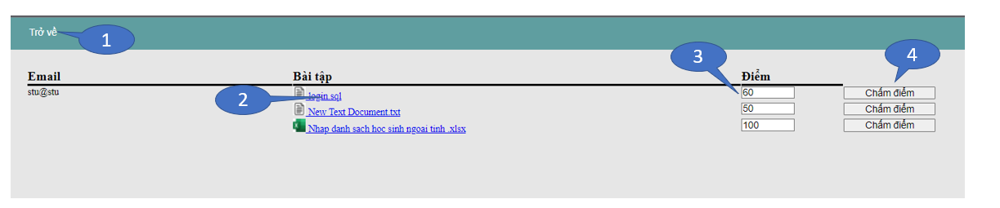 Trở về
1
3
4
Email Bài tập Điểm
stu@stu login.sql 60 Chấm điểm
2
New Text Document.txt 50 Chấm điểm
Nhap danh sach hoc sinh ngoai tinh .xlsx 100 Chấm điểm